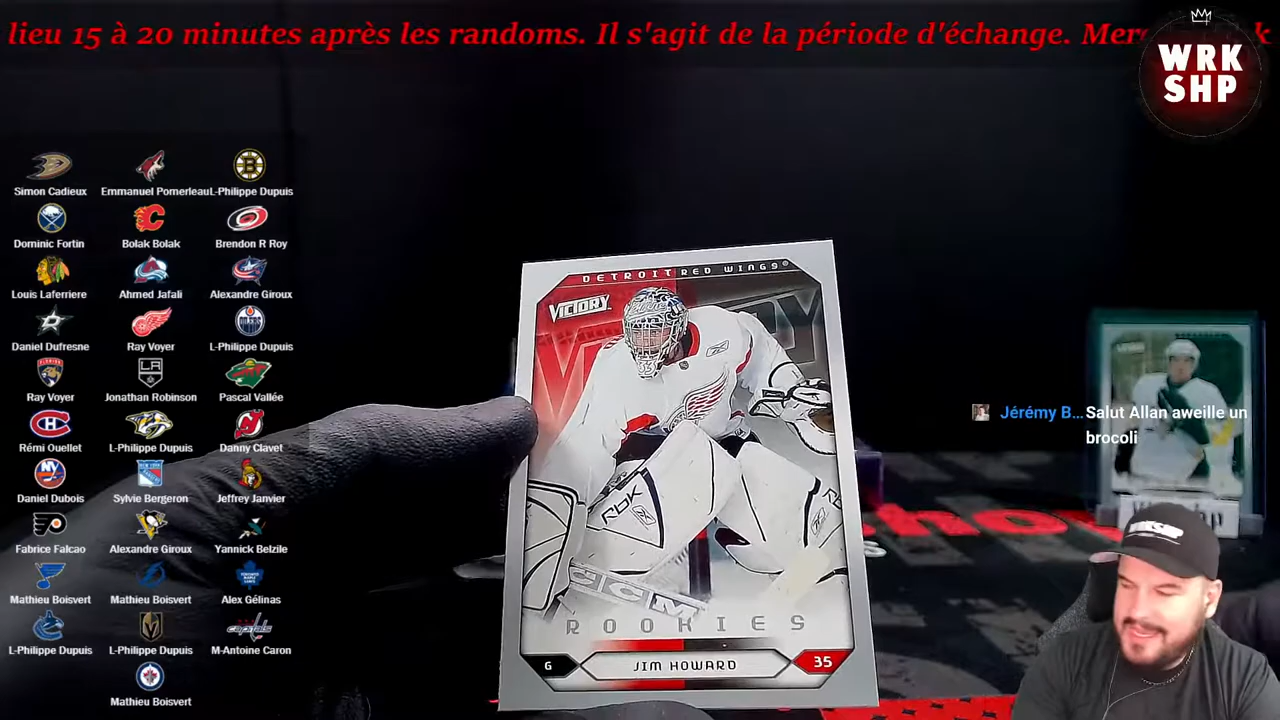 lieu 15 à 20 minutes après les randoms. Il s'agit de la période d'échange.
WRK
SHP
Simon Cadieux
Emmanuel Pomerleau
L-Philippe Dupuis
Dominic Fortin
Bolak Bolak
Brendon R Roy
Louis Laferriere
Ahmed Jafali
Alexandre Giroux
Daniel Dufresne
Ray Voyer
L-Philippe Dupuis
Ray Voyer
Jonathan Robinson
Pascal Vallée
Rémi Ouellet
L-Philippe Dupuis
Danny Clavet
Daniel Dubois
Sylvie Bergeron
Jeffrey Janvier
Fabrice Falcao
Alexandre Giroux
Yannick Belzile
Mathieu Boisvert
Mathieu Boisvert
Alex Gélinas
L-Philippe Dupuis
L-Philippe Dupuis
M-Antoine Caron
Mathieu Boisvert
DETROIT RED WINGS
VICTORY
RBK
CCM
ROOKIES
G JIM HOWARD 35
Jérémy B... Salut Allan aweille un
brocoli